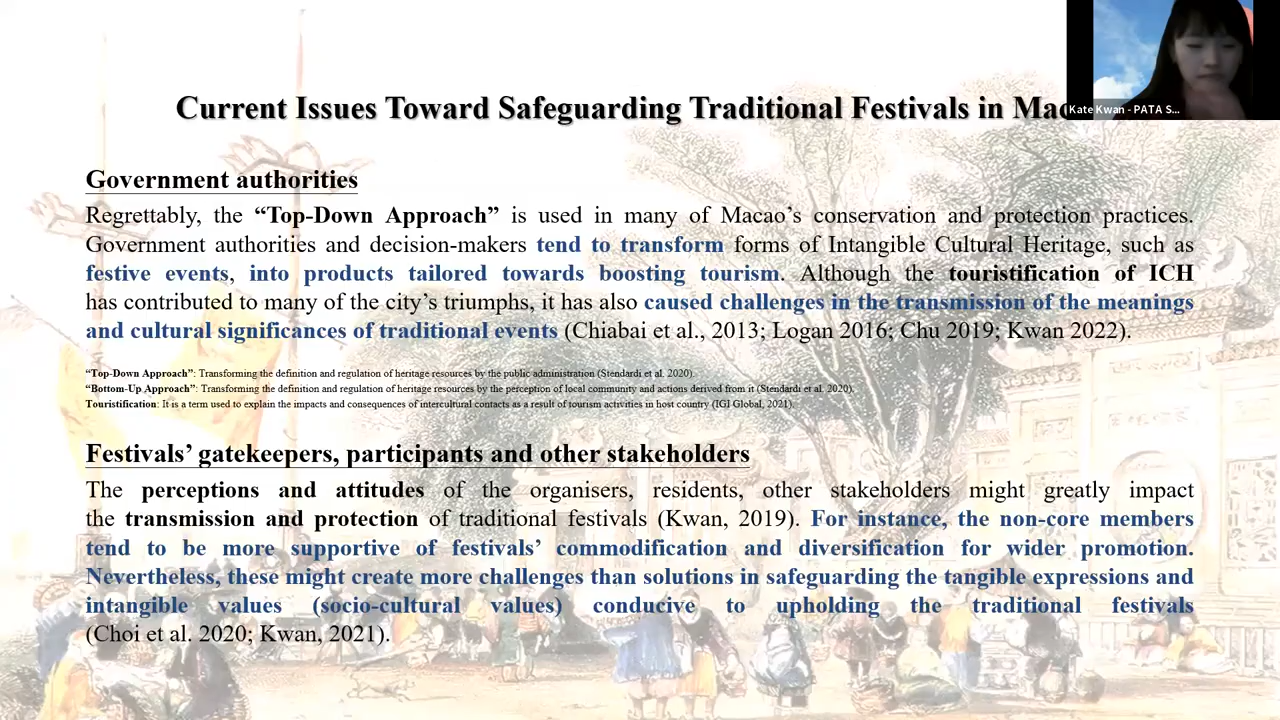 Current Issues Toward Safeguarding Traditional Festivals in Mac
Kate Kwan - PATA S...
Government authorities
Regrettably, the “Top-Down Approach” is used in many of Macao’s conservation and protection practices.
Government authorities and decision-makers tend to transform forms of Intangible Cultural Heritage, such as
festive events, into products tailored towards boosting tourism. Although the touristification of ICH
has contributed to many of the city’s triumphs, it has also caused challenges in the transmission of the meanings
and cultural significances of traditional events (Chiabai et al., 2013; Logan 2016; Chu 2019; Kwan 2022).
“Top-Down Approach”: Transforming the definition and regulation of heritage resources by the public administration (Stendardi et al. 2020).
“Bottom-Up Approach”: Transforming the definition and regulation of heritage resources by the perception of local community and actions derived from it (Stendardi et al. 2020).
Touristification: It is a term used to explain the impacts and consequences of intercultural contacts as a result of tourism activities in host country (IGI Global, 2021).
Festivals’ gatekeepers, participants and other stakeholders
The perceptions and attitudes of the organisers, residents, other stakeholders might greatly impact
the transmission and protection of traditional festivals (Kwan, 2019). For instance, the non-core members
tend to be more supportive of festivals’ commodification and diversification for wider promotion.
Nevertheless, these might create more challenges than solutions in safeguarding the tangible expressions and
intangible values (socio-cultural values) conducive to upholding the traditional festivals
(Choi et al. 2020; Kwan, 2021).